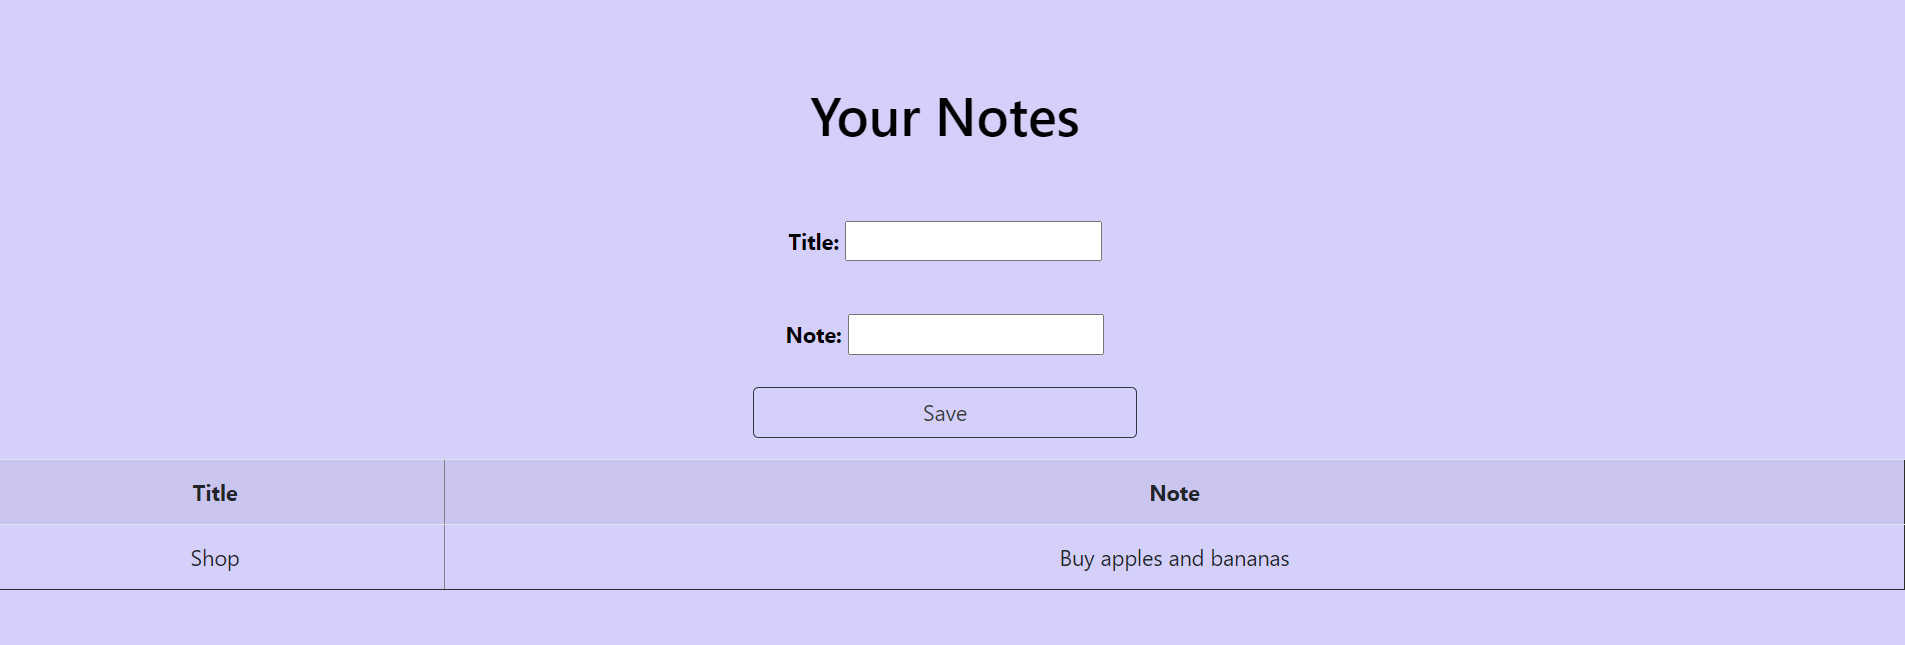 Your Notes
Title:
Note:
Save
Title Note
Shop Buy apples and bananas